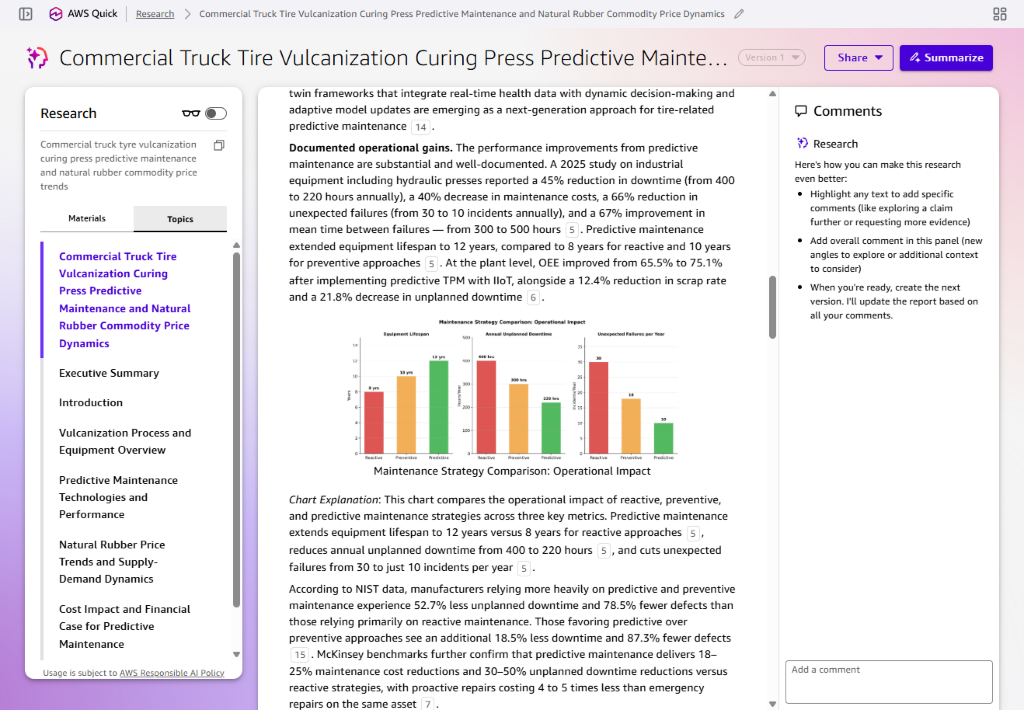 AWS Quick
Research
Commercial Truck Tire Vulcanization Curing Press Predictive Maintenance and Natural Rubber Commodity Price Dynamics
Commercial Truck Tire Vulcanization Curing Press Predictive Mainte...
Version 1
Share
Summarize
Research
Commercial truck tyre vulcanization
curing press predictive maintenance
and natural rubber commodity price
trends
Materials
Topics
Commercial Truck Tire
Vulcanization Curing
Press Predictive
Maintenance and Natural
Rubber Commodity Price
Dynamics
Executive Summary
Introduction
Vulcanization Process and
Equipment Overview
Predictive Maintenance
Technologies and
Performance
Natural Rubber Price
Trends and Supply-
Demand Dynamics
Cost Impact and Financial
Case for Predictive
Maintenance
Usage is subject to AWS Responsible AI Policy
twin frameworks that integrate real-time health data with dynamic decision-making and
adaptive model updates are emerging as a next-generation approach for tire-related
predictive maintenance 14 .
Documented operational gains. The performance improvements from predictive
maintenance are substantial and well-documented. A 2025 study on industrial
equipment including hydraulic presses reported a 45% reduction in downtime (from 400
to 220 hours annually), a 40% decrease in maintenance costs, a 66% reduction in
unexpected failures (from 30 to 10 incidents annually), and a 67% improvement in
mean time between failures — from 300 to 500 hours 5 . Predictive maintenance
extended equipment lifespan to 12 years, compared to 8 years for reactive and 10 years
for preventive approaches 5 . At the plant level, OEE improved from 65.5% to 75.1%
after implementing predictive TPM with IIoT, alongside a 12.4% reduction in scrap rate
and a 21.8% decrease in unplanned downtime 6 .
Maintenance Strategy Comparison: Operational Impact
Equipment Lifespan
Annual Unplanned Downtime
Unexpected Failures per Year
8 yrs
10 yrs
12 yrs
400 hrs
300 hrs
220 hrs
30
18
10
Reactive
Preventive
Predictive
Reactive
Preventive
Predictive
Reactive
Preventive
Predictive
Maintenance Strategy Comparison: Operational Impact
Chart Explanation: This chart compares the operational impact of reactive, preventive,
and predictive maintenance strategies across three key metrics. Predictive maintenance
extends equipment lifespan to 12 years versus 8 years for reactive approaches 5 ,
reduces annual unplanned downtime from 400 to 220 hours 5 , and cuts unexpected
failures from 30 to just 10 incidents per year 5 .
According to NIST data, manufacturers relying more heavily on predictive and preventive
maintenance experience 52.7% less unplanned downtime and 78.5% fewer defects than
those relying primarily on reactive maintenance. Those favoring predictive over
preventive approaches see an additional 18.5% less downtime and 87.3% fewer defects
15 . McKinsey benchmarks further confirm that predictive maintenance delivers 18–
25% maintenance cost reductions and 30–50% unplanned downtime reductions versus
reactive strategies, with proactive repairs costing 4 to 5 times less than emergency
repairs on the same asset 7 .
Comments
Research
Here's how you can make this research
even better:
Highlight any text to add specific
comments (like exploring a claim
further or requesting more evidence)
Add overall comment in this panel (new
angles to explore or additional context
to consider)
When you're ready, create the next
version. I'll update the report based on
all your comments.
Add a comment